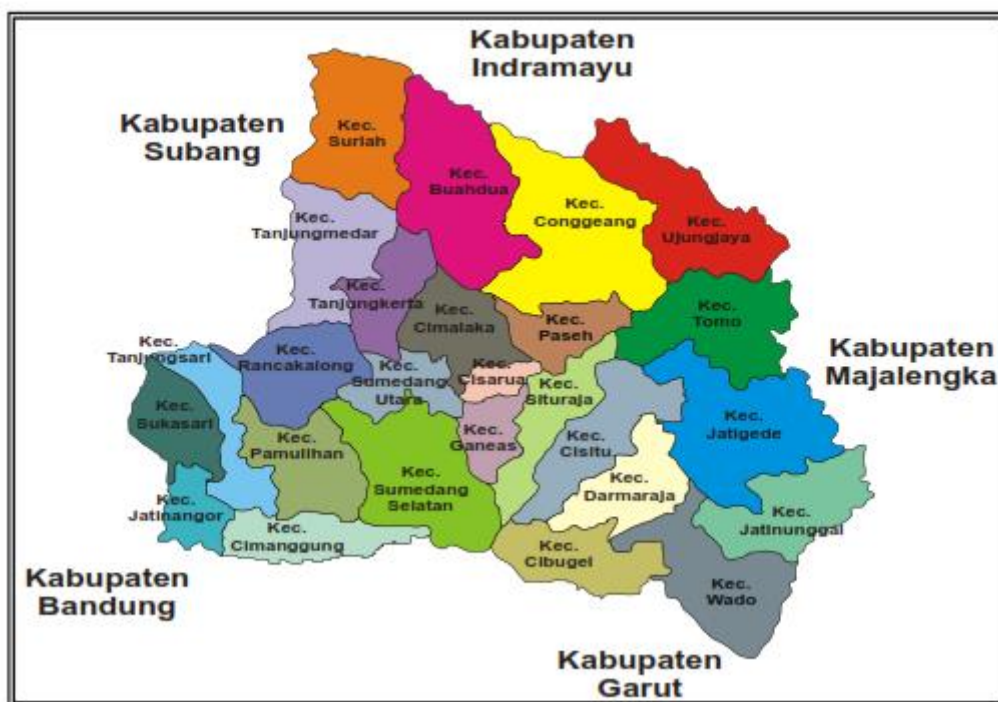 Kabupaten
Indramayu
Kabupaten
Subang
Kec.
Surlah
Kec.
Buahdua
Kec.
Conggeang
Kec.
Ujungjaya
Kec.
Tanjungmedar
Kec.
Tanjungkerta
Kec.
Cimalaka
Kec.
Paseh
Kec.
Tomo
Kec.
Tanjungsari
Kec.
Rancakalong
Kec.
Sumedang
Utara
Kec.
Cisarua
Kec.
Situraja
Kabupaten
Majalengka
Kec.
Sukasari
Kec.
Pamulihan
Kec.
Ganeas
Kec.
Cisitu
Kec.
Jatigede
Kec.
Sumedang
Selatan
Kec.
Darmaraja
Kec.
Jatinangor
Kec.
Cimanggung
Kec.
Cibugel
Kec.
Jatinunggal
Kec.
Wado
Kabupaten
Bandung
Kabupaten
Garut